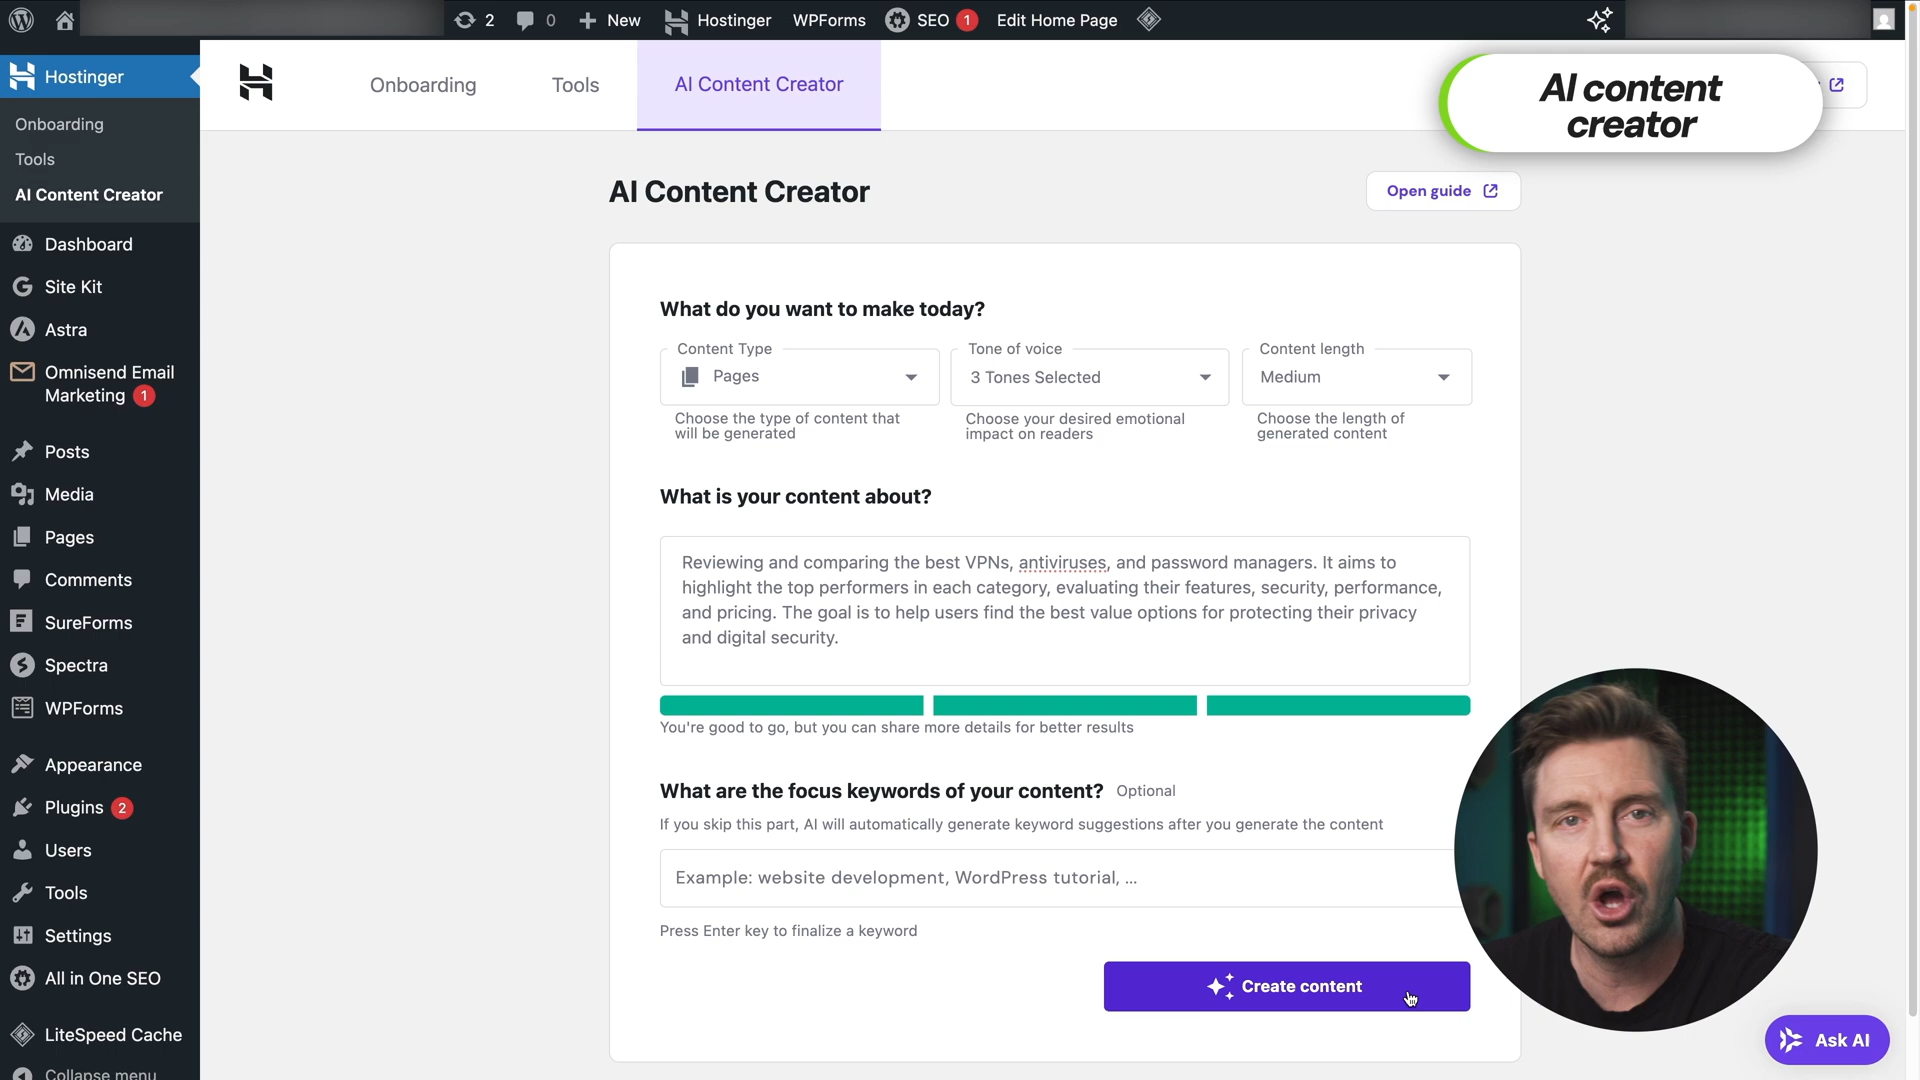 2
0
New
Hostinger
WPForms
SEO 1
Edit Home Page
Hostinger
Onboarding
Tools
AI Content Creator
Dashboard
Site Kit
Astra
Omnisend Email
Marketing 1
Posts
Media
Pages
Comments
SureForms
Spectra
WPForms
Appearance
Plugins 2
Users
Tools
Settings
All in One SEO
LiteSpeed Cache
Collapse menu
Onboarding
Tools
AI Content Creator
AI content
creator
AI Content Creator
Open guide
What do you want to make today?
Content Type
Pages
Choose the type of content that
will be generated
Tone of voice
3 Tones Selected
Choose your desired emotional
impact on readers
Content length
Medium
Choose the length of
generated content
What is your content about?
Reviewing and comparing the best VPNs, antiviruses, and password managers. It aims to
highlight the top performers in each category, evaluating their features, security, performance,
and pricing. The goal is to help users find the best value options for protecting their privacy
and digital security.
You're good to go, but you can share more details for better results
What are the focus keywords of your content? Optional
If you skip this part, AI will automatically generate keyword suggestions after you generate the content
Example: website development, WordPress tutorial, ...
Press Enter key to finalize a keyword
Create content
Ask AI